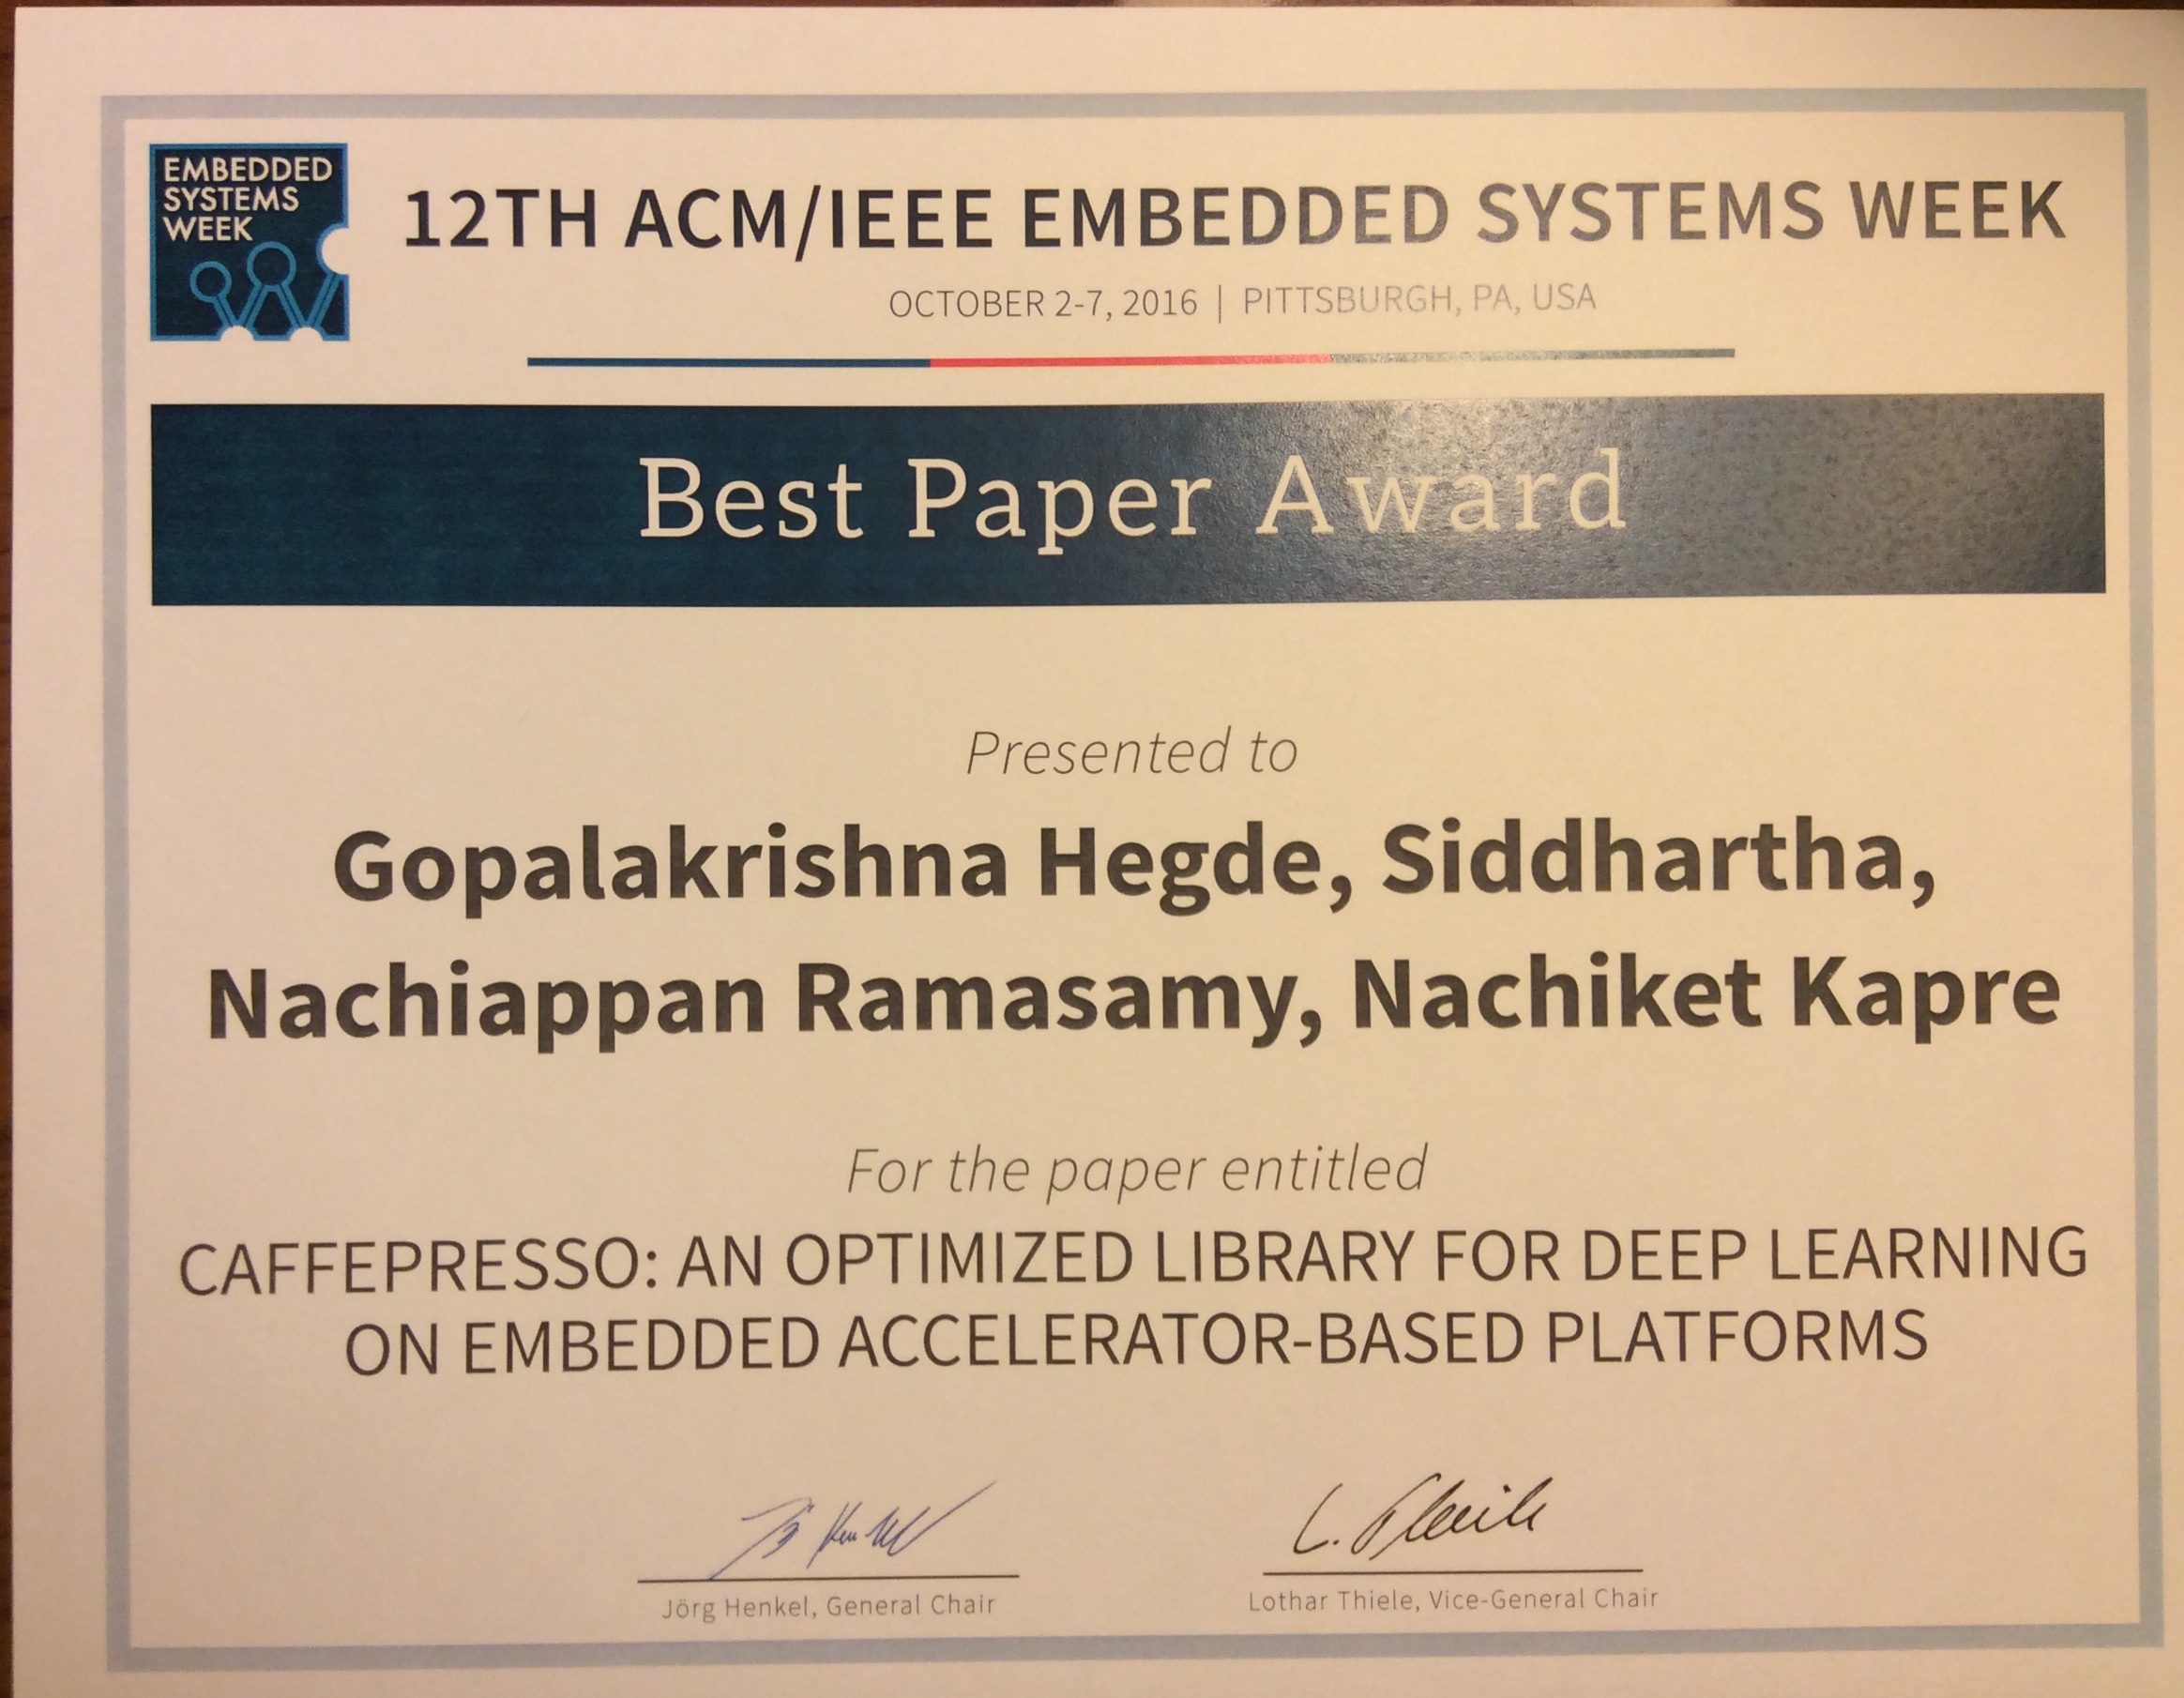 EMBEDDED
SYSTEMS
WEEK
12TH ACM/IEEE EMBEDDED SYSTEMS WEEK
OCTOBER 2-7, 2016 | PITTSBURGH, PA, USA
Best Paper Award
Presented to
Gopalakrishna Hegde, Siddhartha,
Nachiappan Ramasamy, Nachiket Kapre
For the paper entitled
CAFFEPRESSO: AN OPTIMIZED LIBRARY FOR DEEP LEARNING
ON EMBEDDED ACCELERATOR-BASED PLATFORMS
L. Thiele
Jörg Henkel, General Chair
Lothar Thiele, Vice-General Chair